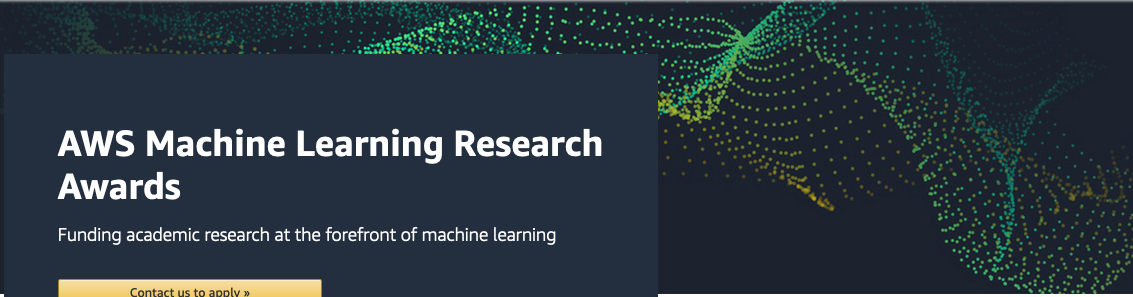 AWS Machine Learning Research
Awards
Funding academic research at the forefront of machine learning
Contact us to apply »